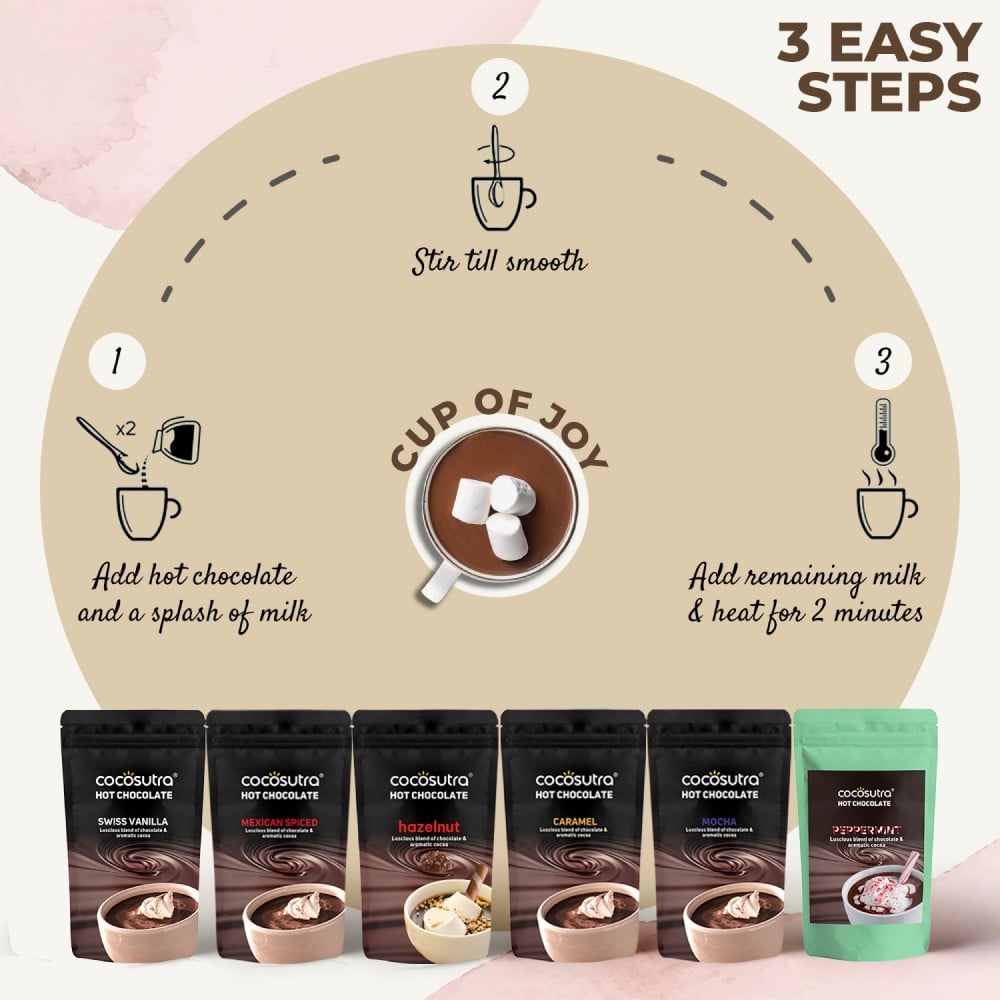 3 EASY
STEPS
1
x2
Add hot chocolate
and a splash of milk
2
Stir till smooth
3
Add remaining milk
& heat for 2 minutes
CUP OF JOY
cocosutra®
HOT CHOCOLATE
SWISS VANILLA
Luscious blend of chocolate &
aromatic cocoa
cocosutra®
HOT CHOCOLATE
MEXICAN SPICED
Luscious blend of chocolate &
aromatic cocoa
cocosutra®
HOT CHOCOLATE
hazelnut
Luscious blend of chocolate &
aromatic cocoa
cocosutra®
HOT CHOCOLATE
CARAMEL
Luscious blend of chocolate &
aromatic cocoa
cocosutra®
HOT CHOCOLATE
MOCHA
Luscious blend of chocolate &
aromatic cocoa
cocosutra®
HOT CHOCOLATE
PEPPERMINT
Luscious blend of chocolate &
aromatic cocoa